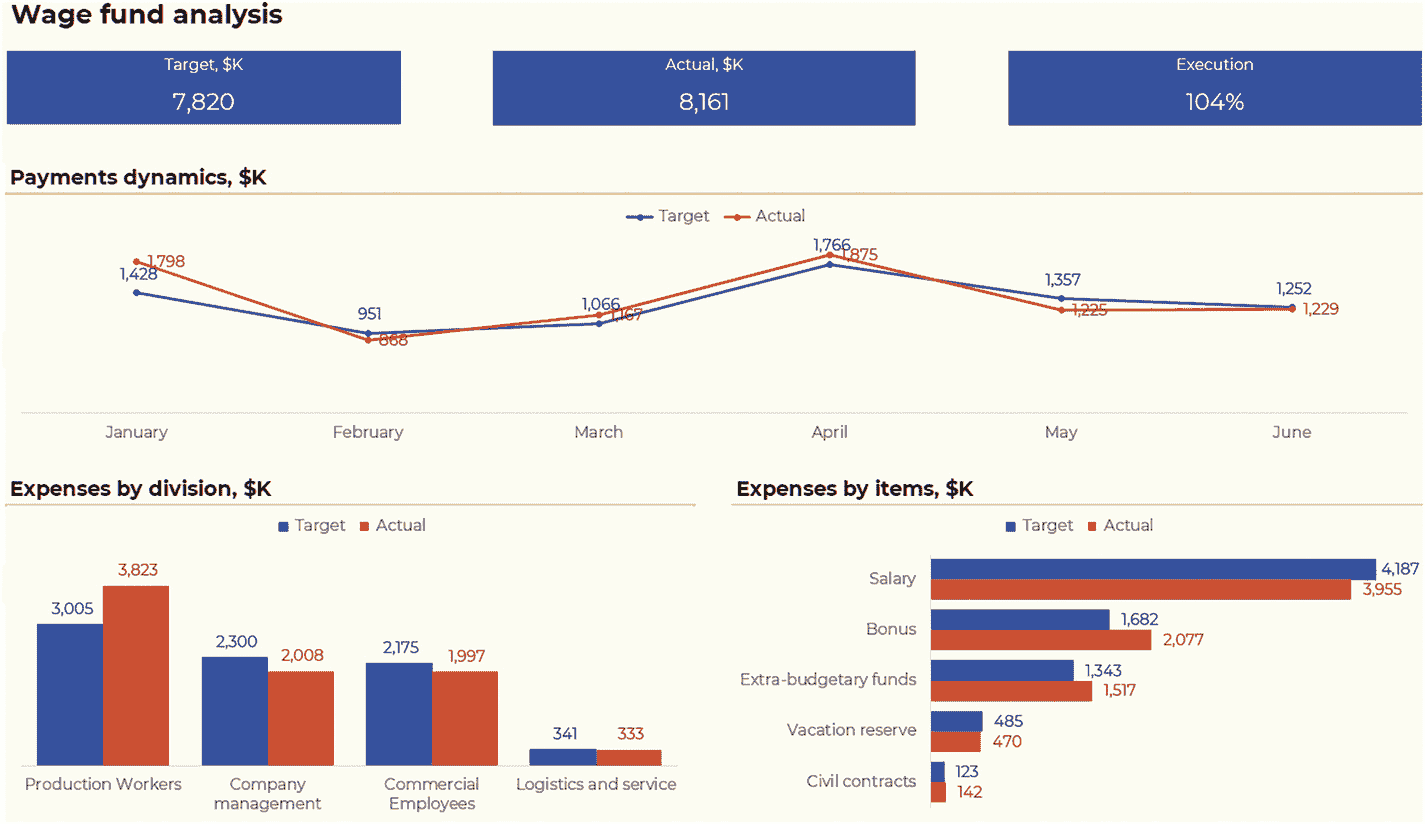 Wage fund analysis
Target, $K
7,820
Actual, $K
8,161
Execution
104%
Payments dynamics, $K
Target Actual
1,428
1,798
951
868
1,066
1,167
1,766
1,875
1,357
1,225
1,252
1,229
January February March April May June
Expenses by division, $K
Target Actual
3,005
3,823
2,300
2,008
2,175
1,997
341
333
Production Workers
Company
management
Commercial
Employees
Logistics and service
Expenses by items, $K
Target Actual
Salary
4,187
3,955
Bonus
1,682
2,077
Extra-budgetary funds
1,343
1,517
Vacation reserve
485
470
Civil contracts
123
142